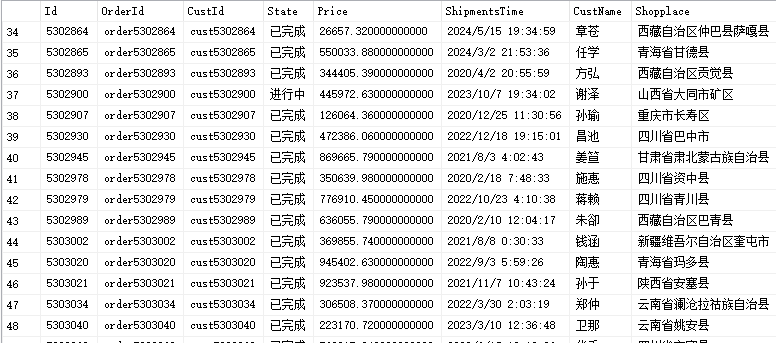 Id OrderId CustId State Price ShipmentsTime CustName Shopplace
34 5302864 order5302864 cust5302864 已完成 26657.320000000000 2024/5/15 19:34:59 章苍 西藏自治区仲巴县萨嘎县
35 5302865 order5302865 cust5302865 已完成 550033.880000000000 2024/3/2 21:53:36 任学 青海省甘德县
36 5302893 order5302893 cust5302893 已完成 344405.390000000000 2020/4/2 20:55:59 方弘 西藏自治区贡觉县
37 5302900 order5302900 cust5302900 进行中 445972.630000000000 2023/10/7 19:34:02 谢泽 山西省大同市矿区
38 5302907 order5302907 cust5302907 已完成 126064.360000000000 2020/12/25 11:30:56 孙瑜 重庆市长寿区
39 5302930 order5302930 cust5302930 已完成 472386.060000000000 2022/12/18 19:15:01 昌池 四川省巴中市
40 5302945 order5302945 cust5302945 已完成 869665.790000000000 2021/8/3 4:02:43 姜笪 甘肃省肃北蒙古族自治县
41 5302978 order5302978 cust5302978 已完成 350639.980000000000 2020/2/18 7:48:33 施惠 四川省资中县
42 5302979 order5302979 cust5302979 已完成 776910.450000000000 2022/10/23 4:10:38 蒋赖 四川省青川县
43 5302989 order5302989 cust5302989 已完成 636055.790000000000 2020/2/10 12:04:17 朱郤 西藏自治区巴青县
44 5303002 order5303002 cust5303002 已完成 369855.740000000000 2021/8/8 0:30:33 钱函 新疆维吾尔自治区奎屯市
45 5303020 order5303020 cust5303020 已完成 945402.630000000000 2022/9/3 5:59:26 陶惠 青海省玛多县
46 5303021 order5303021 cust5303021 已完成 923537.980000000000 2021/11/7 10:43:24 孙于 陕西省安塞县
47 5303034 order5303034 cust5303034 已完成 306508.370000000000 2022/3/30 2:03:19 郑仲 云南省澜沧拉祜族自治县
48 5303040 order5303040 cust5303040 已完成 223170.720000000000 2023/3/10 12:36:48 卫那 云南省姚安县